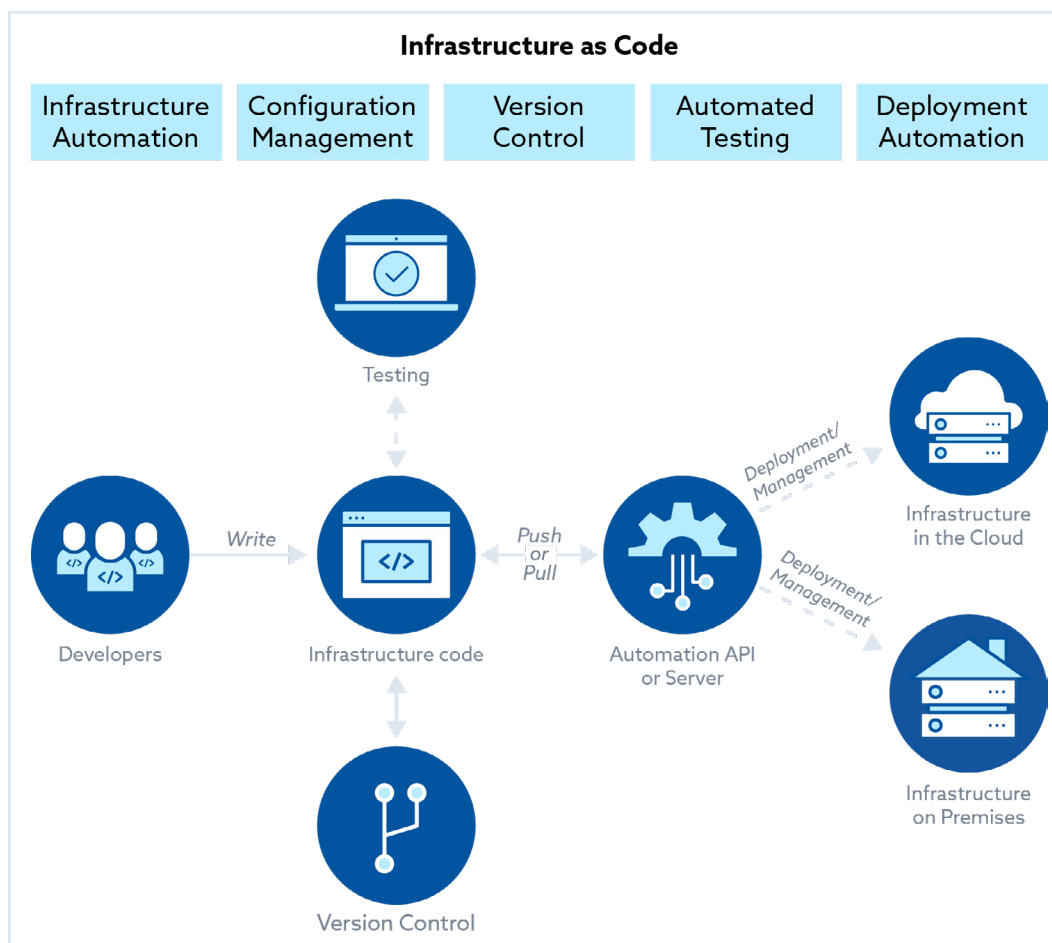 Infrastructure as Code
Infrastructure
Automation
Configuration
Management
Version
Control
Automated
Testing
Deployment
Automation
Testing
Developers
Write
</>
</>
</>
</>
Infrastructure code
Push
or
Pull
Automation API
or Server
Deployment/
Management
Infrastructure
in the Cloud
Deployment/
Management
Infrastructure
on Premises
Version Control